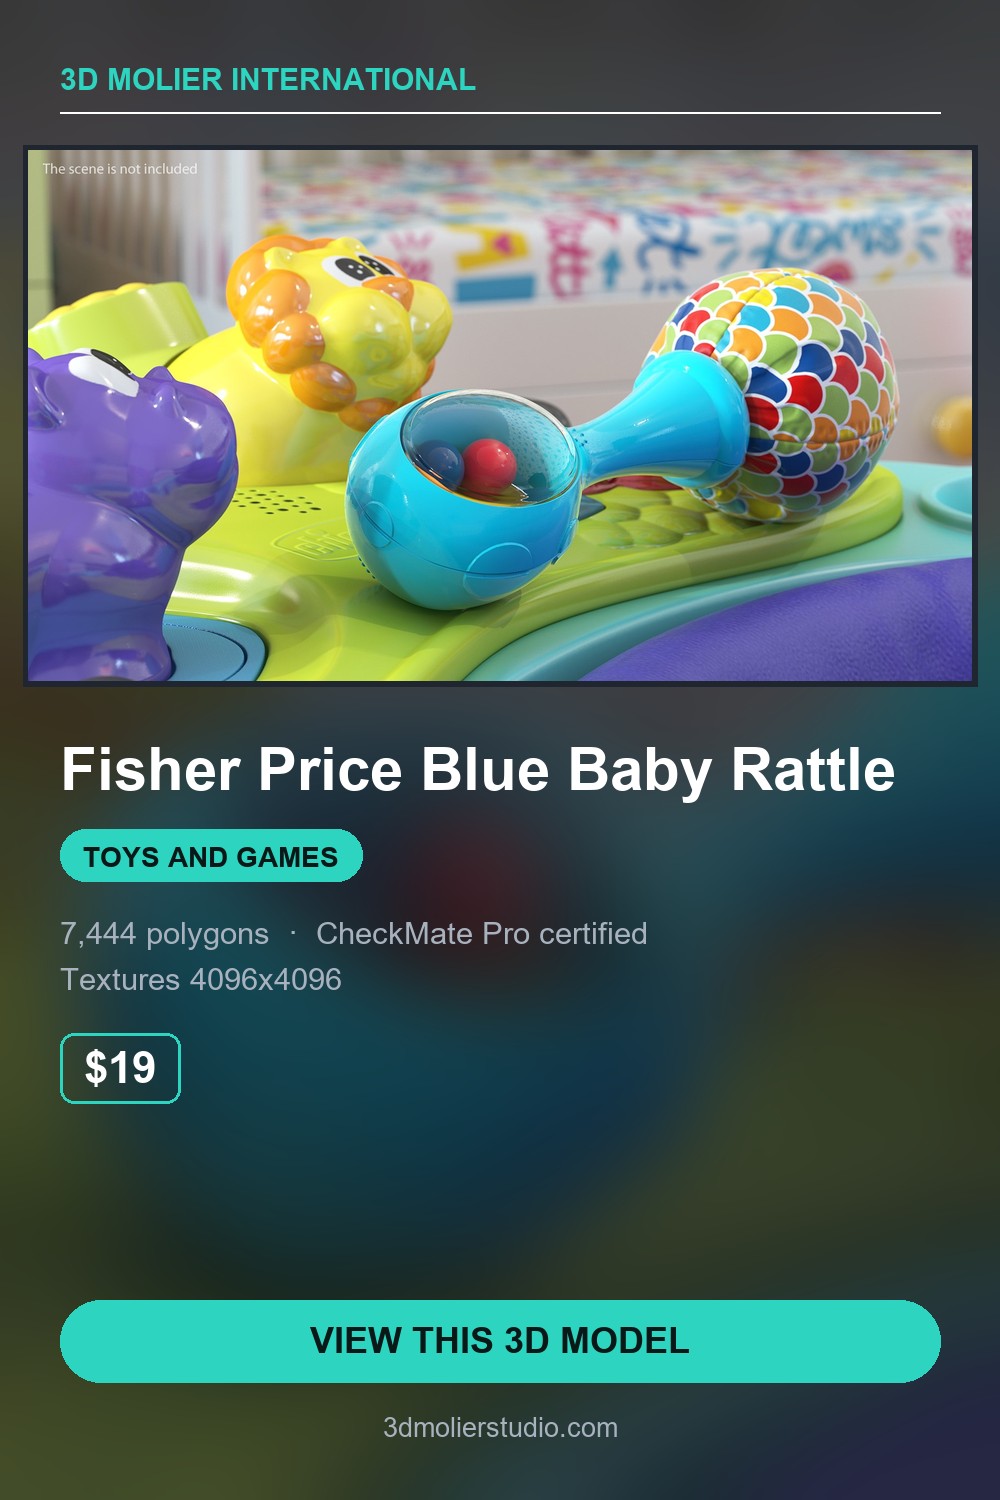 3D MOLIER INTERNATIONAL
The scene is not included
Fisher Price Blue Baby Rattle
TOYS AND GAMES
7,444 polygons · CheckMate Pro certified
Textures 4096x4096
$19
VIEW THIS 3D MODEL
3dmolierstudio.com